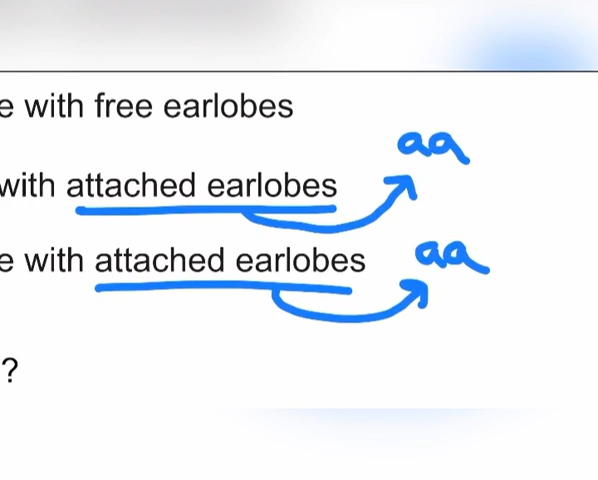 e with free earlobes
aa
with attached earlobes
aa
e with attached earlobes
?